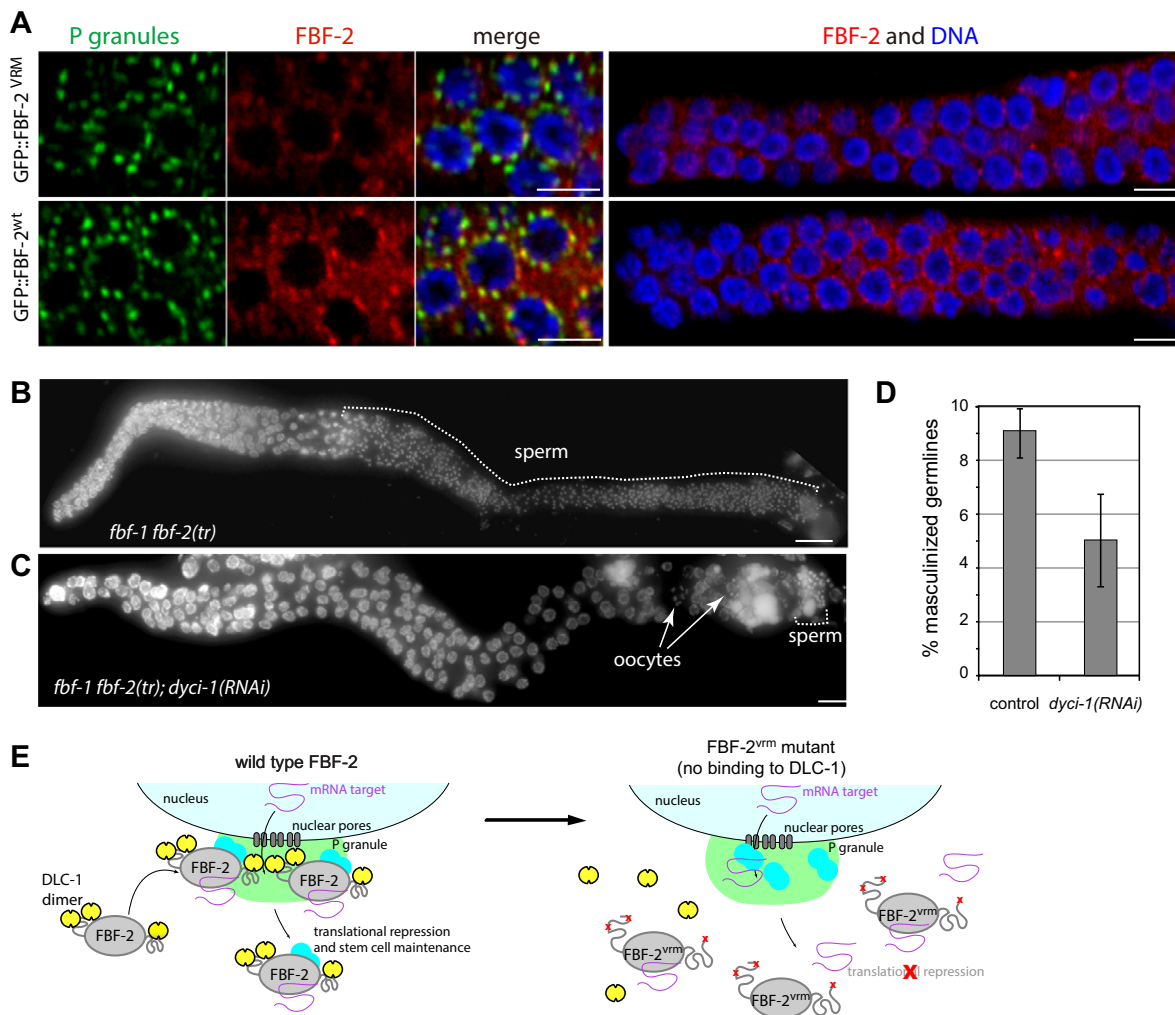 A
P granules
FBF-2
merge
FBF-2 and DNA
GFP::FBF-2VRM
GFP::FBF-2wt
B
sperm
fbf-1 fbf-2(tr)
C
oocytes
sperm
fbf-1 fbf-2(tr); dyci-1(RNAi)
D
% masculinized germlines
10
8
6
4
2
0
control
dyci-1(RNAi)
E
wild type FBF-2
nucleus
mRNA target
nuclear pores
P granule
FBF-2
FBF-2
DLC-1
dimer
FBF-2
translational repression
and stem cell maintenance
FBF-2
FBF-2vrm mutant
(no binding to DLC-1)
nucleus
mRNA target
nuclear pores
P granule
FBF-2vrm
FBF-2vrm
translational repression
FBF-2vrm